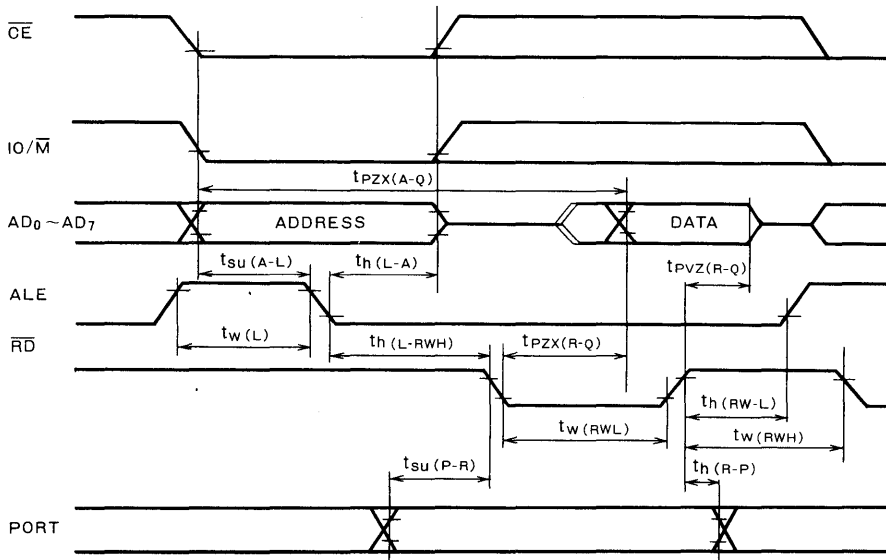 CE
IO/M
tPZX(A-Q)
AD0~AD7
ADDRESS
DATA
tsu(A-L)
th(L-A)
tPVZ(R-Q)
ALE
tw(L)
th(L-RWH)
tPZX(R-Q)
RD
th(RW-L)
tw(RWL)
tw(RWH)
tsu(P-R)
th(R-P)
PORT